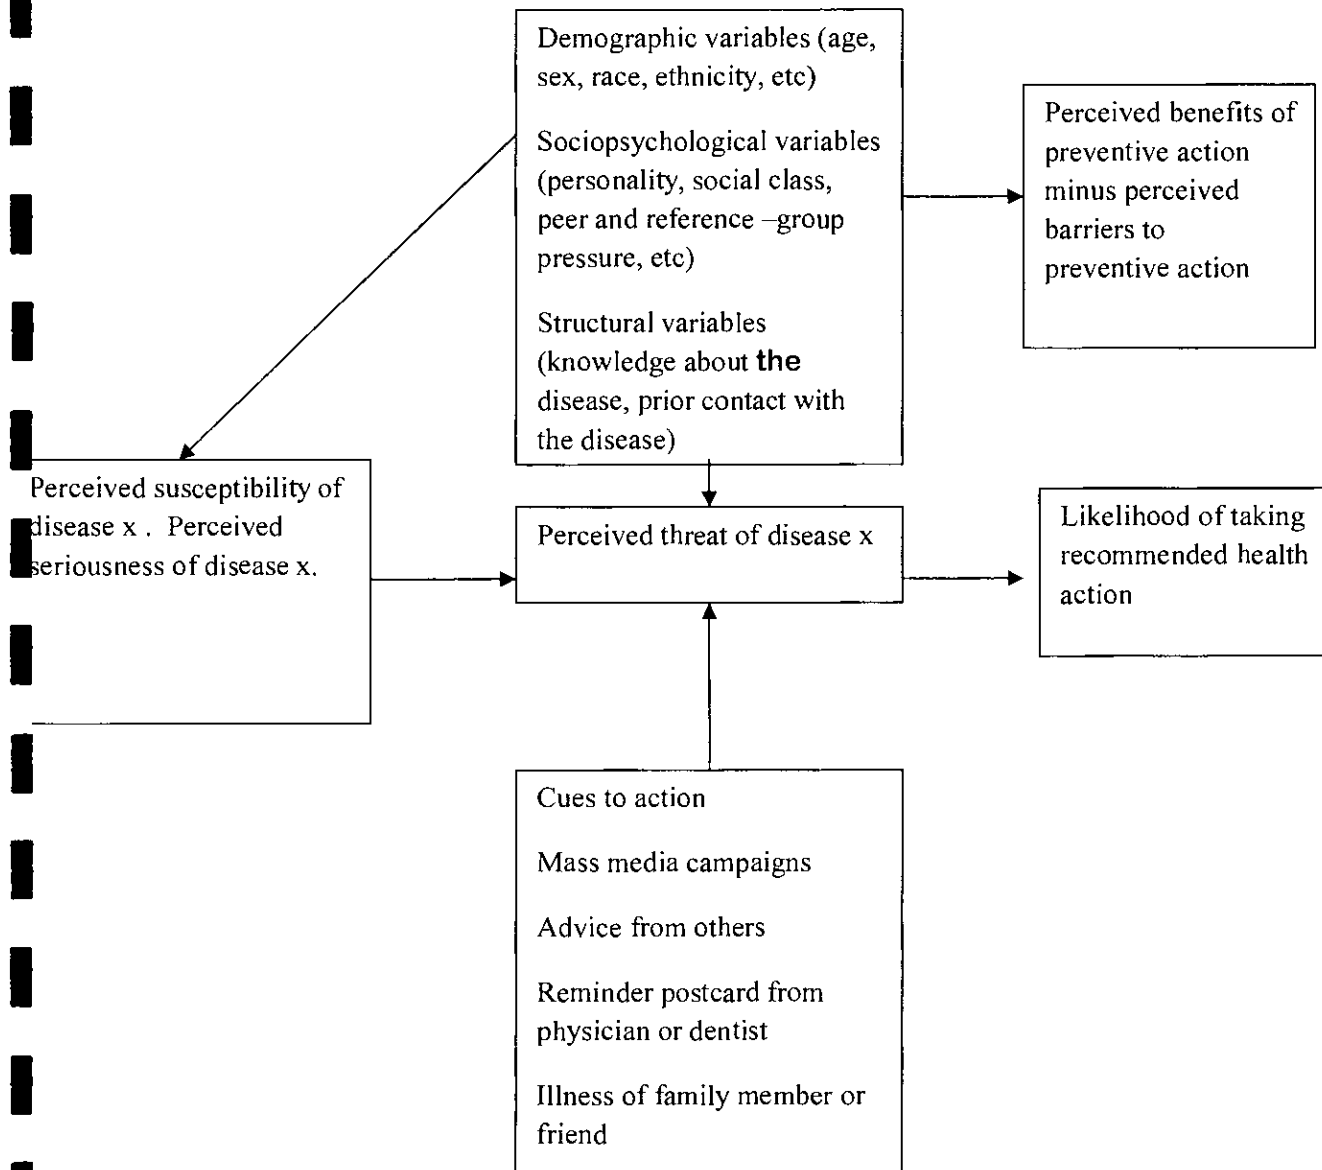 Demographic variables (age,
sex, race, ethnicity, etc)
Sociopsychological variables
(personality, social class,
peer and reference –group
pressure, etc)
Structural variables
(knowledge about the
disease, prior contact with
the disease)
Perceived benefits of
preventive action
minus perceived
barriers to
preventive action
Perceived susceptibility of
disease x . Perceived
seriousness of disease x.
Perceived threat of disease x
Likelihood of taking
recommended health
action
Cues to action
Mass media campaigns
Advice from others
Reminder postcard from
physician or dentist
Illness of family member or
friend